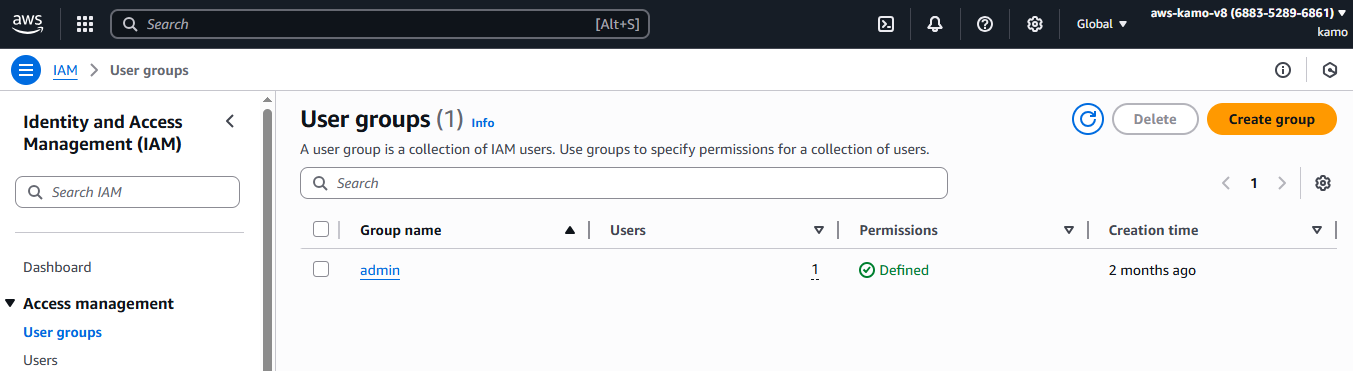 aws
Search [Alt+S]
Global
aws-kamo-v8 (6883-5289-6861)
kamo
IAM User groups
Identity and Access
Management (IAM)
Search IAM
Dashboard
Access management
User groups
Users
User groups (1) Info
Delete
Create group
A user group is a collection of IAM users. Use groups to specify permissions for a collection of users.
Search
1
Group name Users Permissions Creation time
admin 1 Defined 2 months ago